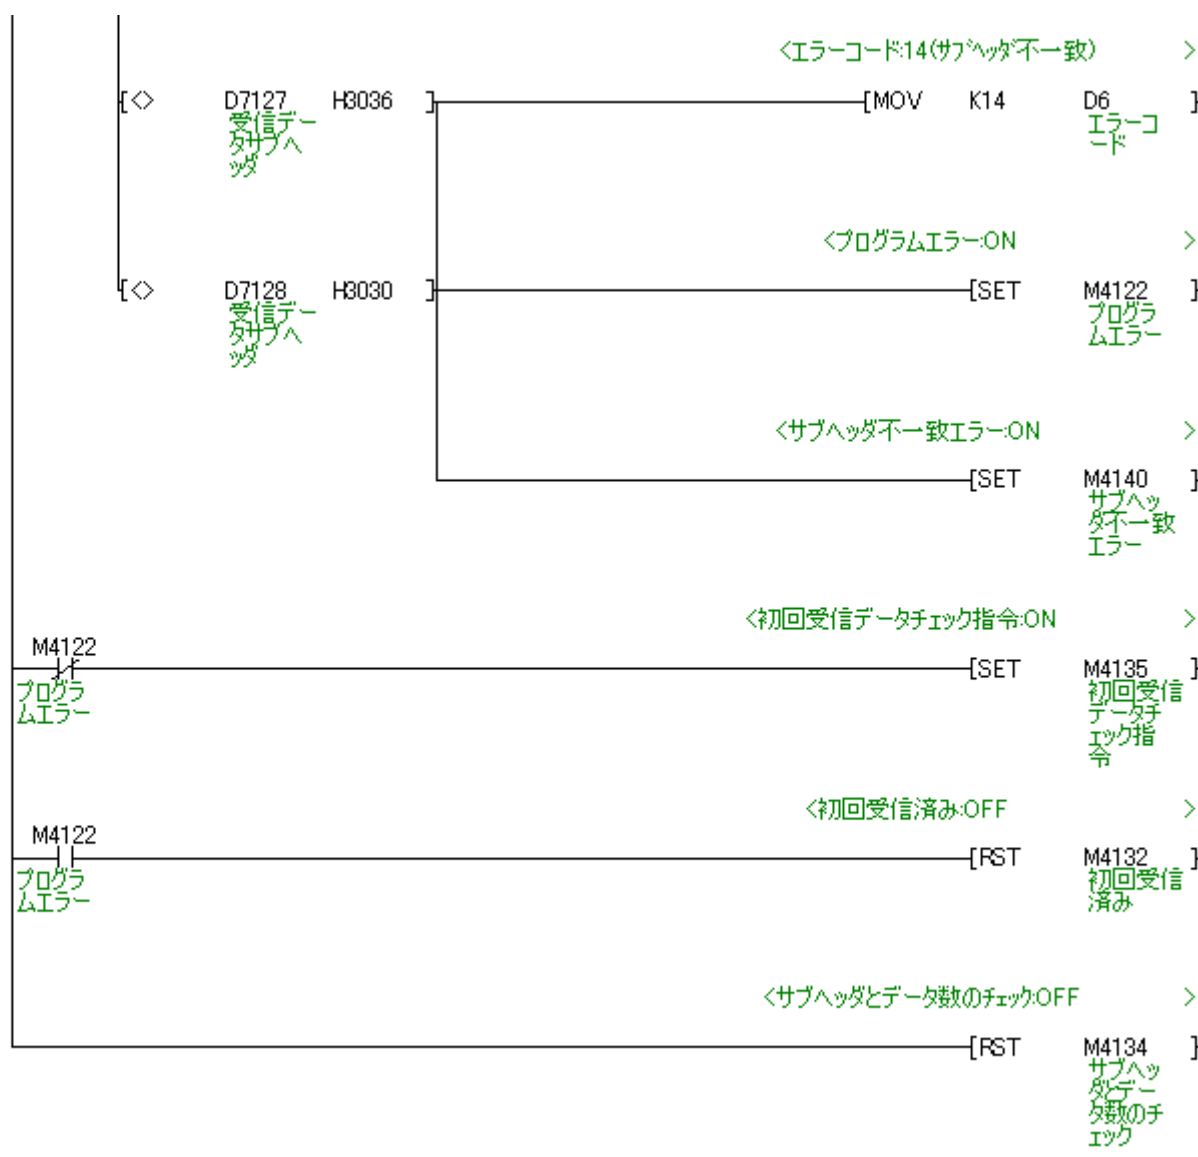 <エラーコード:14(サブヘッダ不一致) >
[<> D7127 H3036 ] [MOV K14 D6 ]
受信デー
タサブヘ
ッダ
エラーコ
ード
<プログラムエラー:ON >
[<> D7128 H3030 ] [SET M4122 ]
受信デー
タサブヘ
ッダ
プログラ
ムエラー
<サブヘッダ不一致エラー:ON >
[SET M4140 ]
サブヘッ
ダ不一致
エラー
<初回受信データチェック指令:ON >
M4122
[SET M4135 ]
プログラ
ムエラー
初回受信
データチ
ェック指
令
<初回受信済み:OFF >
M4122
[RST M4132 ]
プログラ
ムエラー
初回受信
済み
<サブヘッダとデータ数のチェック:OFF >
[RST M4134 ]
サブヘッ
ダとデー
タ数のチ
ェック